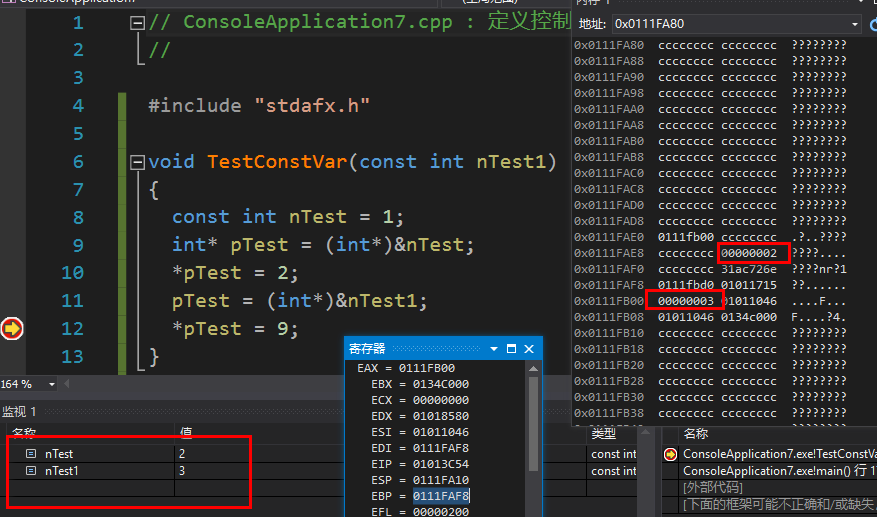 1 // ConsoleApplication7.cpp : 定义控制
2 //
3
4 #include "stdafx.h"
5
6 void TestConstVar(const int nTest1)
7 {
8 const int nTest = 1;
9 int* pTest = (int*)&nTest;
10 *pTest = 2;
11 pTest = (int*)&nTest1;
12 *pTest = 9;
13 }
164 %
地址: 0x0111FA80
0x0111FA80 cccccccc cccccccc ????????
0x0111FA88 cccccccc cccccccc ????????
0x0111FA90 cccccccc cccccccc ????????
0x0111FA98 cccccccc cccccccc ????????
0x0111FAA0 cccccccc cccccccc ????????
0x0111FAA8 cccccccc cccccccc ????????
0x0111FAB0 cccccccc cccccccc ????????
0x0111FAB8 cccccccc cccccccc ????????
0x0111FAC0 cccccccc cccccccc ????????
0x0111FAC8 cccccccc cccccccc ????????
0x0111FAD0 cccccccc cccccccc ????????
0x0111FAD8 cccccccc cccccccc ????????
0x0111FAE0 0111fb00 cccccccc .?..????
0x0111FAE8 cccccccc 00000002 ????....
0x0111FAF0 cccccccc 31ac726e ????nr?1
0x0111FAF8 0111fbd0 01011715 ??......
0x0111FB00 00000003 01011046 ....F...
0x0111FB08 01011046 0134c000 F....?4.
0x0111FB10 cccccccc cccccccc ????????
0x0111FB18 cccccccc cccccccc ????????
0x0111FB20 cccccccc cccccccc ????????
0x0111FB28 cccccccc cccccccc ????????
0x0111FB30 cccccccc cccccccc ????????
0x0111FB38 cccccccc cccccccc ????????
寄存器
EAX = 0111FB00
EBX = 0134C000
ECX = 00000000
EDX = 01018580
ESI = 01011046
EDI = 0111FAF8
EIP = 01013C54
ESP = 0111FA10
EBP = 0111FAF8
EFL = 00000200
监视 1
名称 值 类型
nTest 2 const int
nTest1 3 const int
名称
ConsoleApplication7.exe!TestConstVa
ConsoleApplication7.exe!main() 行 1
[外部代码]
[下面的框架可能不正确和/或缺失